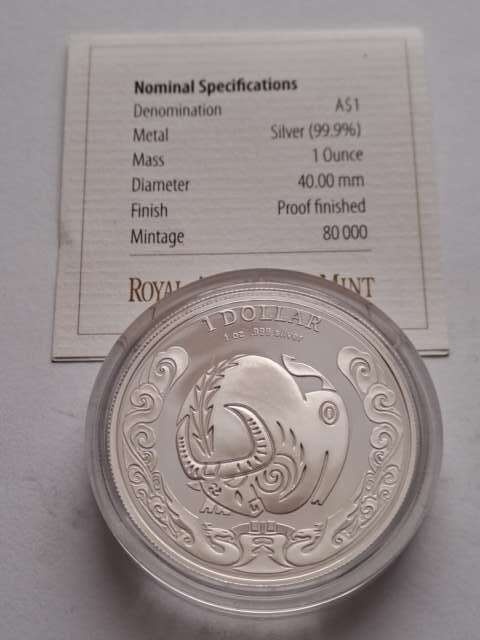 Nominal Specifications
Denomination A$1
Metal Silver (99.9%)
Mass 1 Ounce
Diameter 40.00 mm
Finish Proof finished
Mintage 80 000
ROYAL MINT
1 DOLLAR
1 oz .999 silver